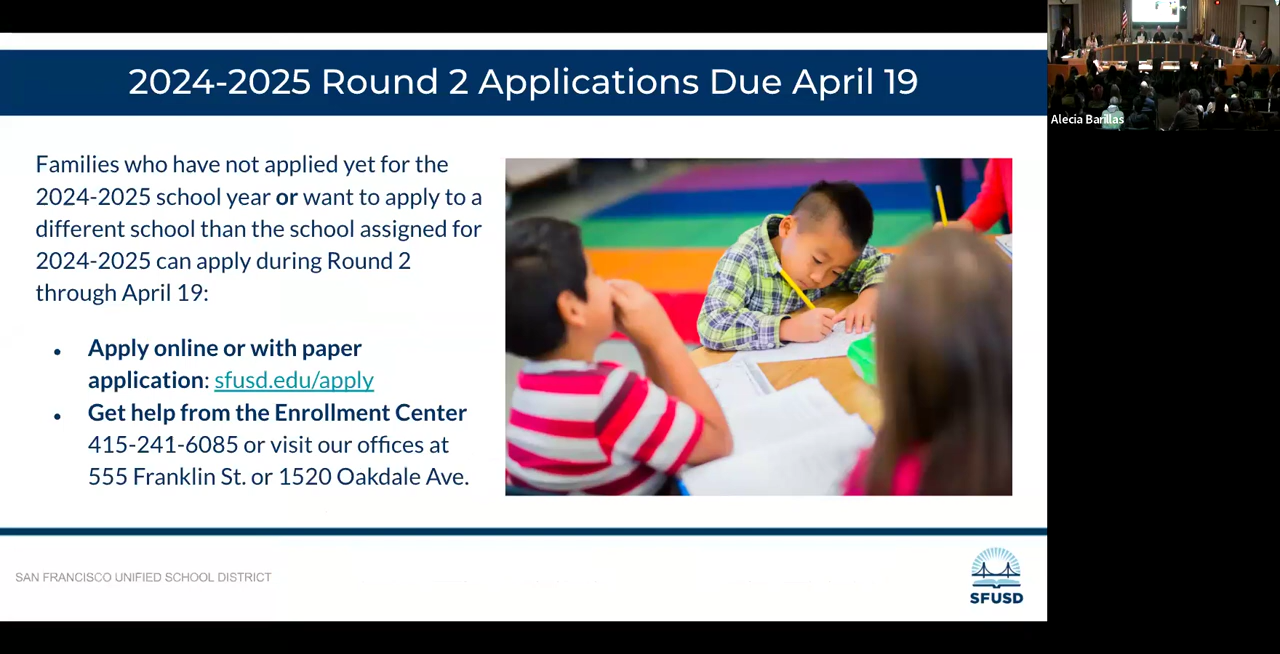 2024-2025 Round 2 Applications Due April 19
Families who have not applied yet for the
2024-2025 school year or want to apply to a
different school than the school assigned for
2024-2025 can apply during Round 2
through April 19:
• Apply online or with paper
application: sfusd.edu/apply
• Get help from the Enrollment Center
415-241-6085 or visit our offices at
555 Franklin St. or 1520 Oakdale Ave.
SAN FRANCISCO UNIFIED SCHOOL DISTRICT
SFUSD
Alecia Barillas